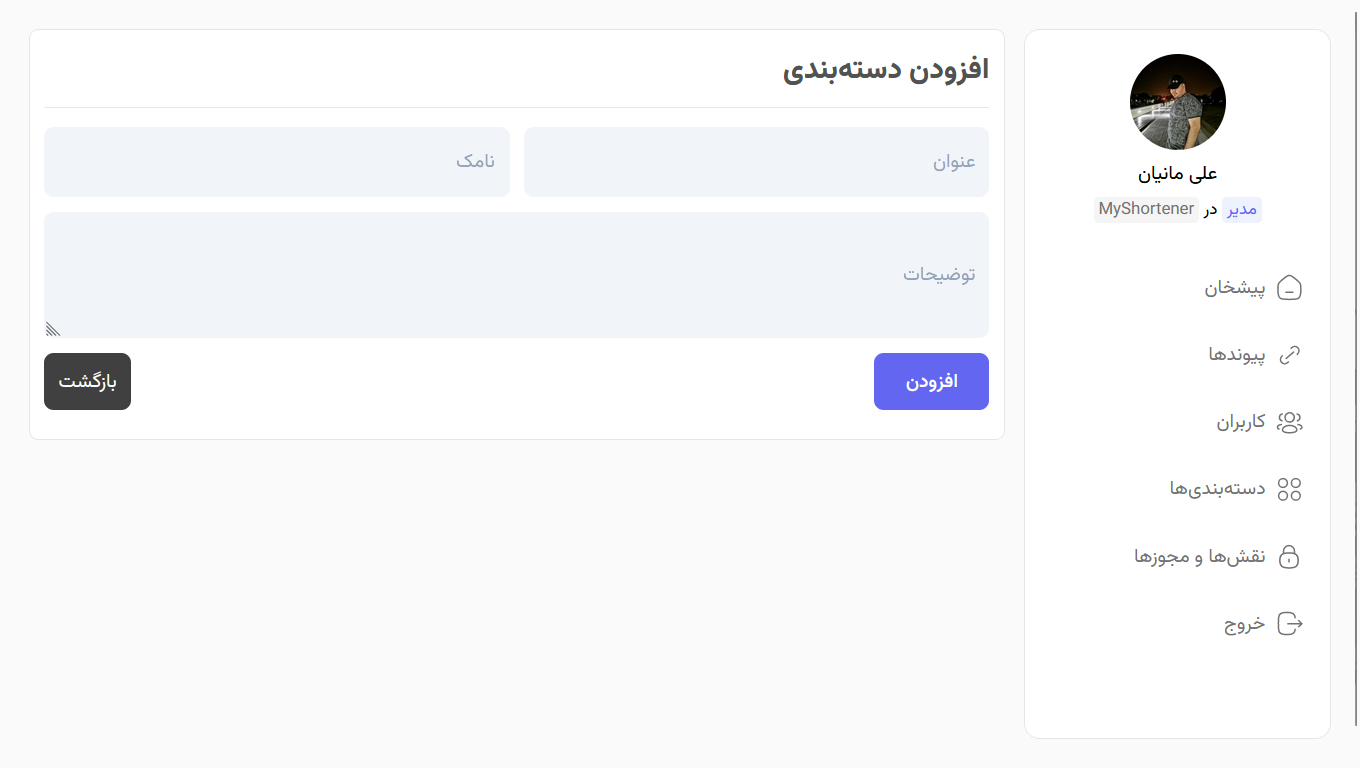 علی مانیان
مدیر در MyShortener
پیشخان
پیوندها
کاربران
دسته‌بندی‌ها
نقش‌ها و مجوزها
خروج
افزودن دسته‌بندی
عنوان
نامک
توضیحات
افزودن
بازگشت